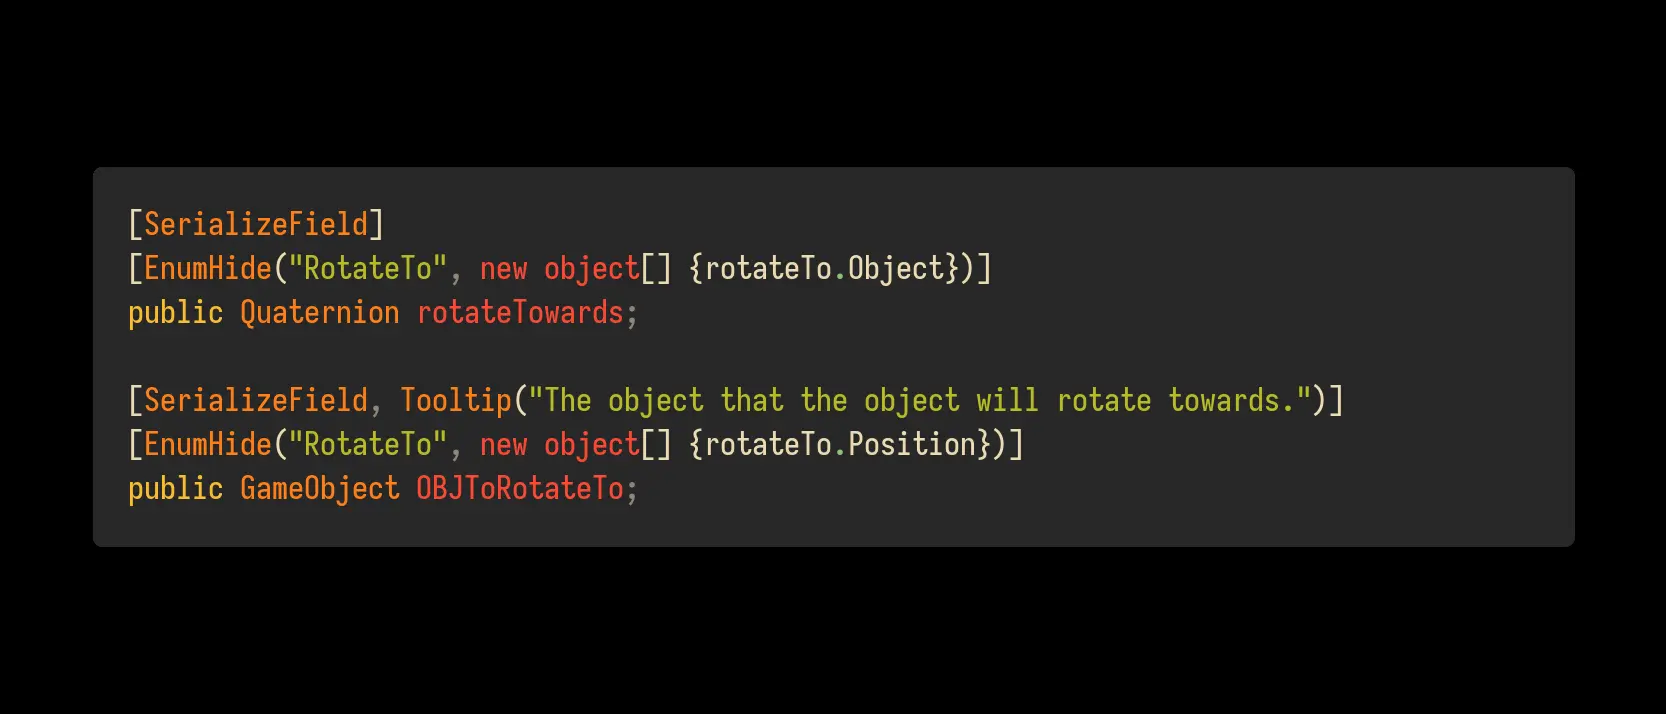 [SerializeField]
[EnumHide("RotateTo", new object[] {rotateTo.Object})]
public Quaternion rotateTowards;
[SerializeField, Tooltip("The object that the object will rotate towards.")]
[EnumHide("RotateTo", new object[] {rotateTo.Position})]
public GameObject OBJToRotateTo;